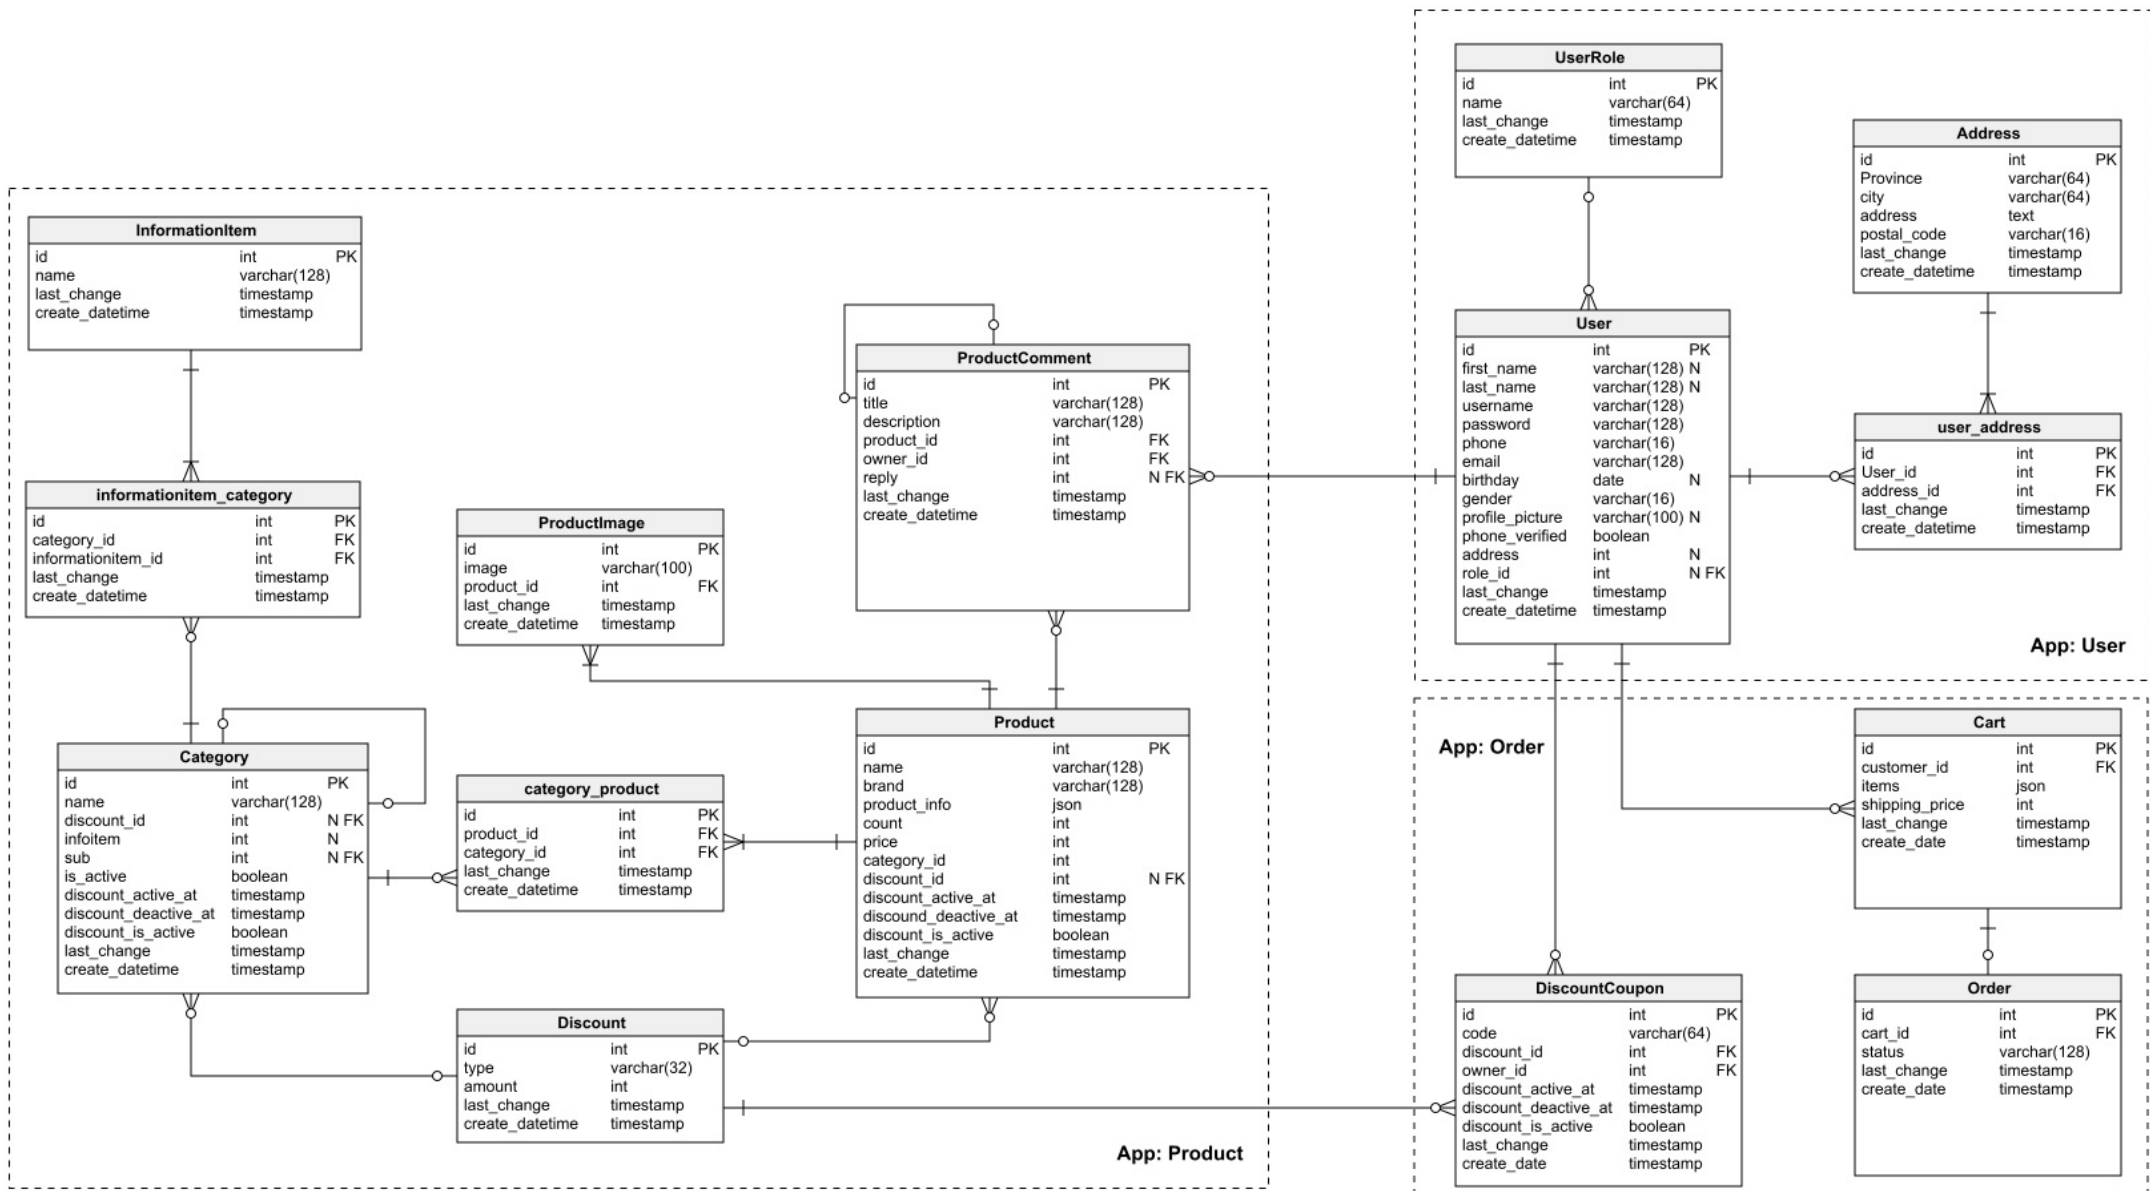 UserRole
id int PK
name varchar(64)
last_change timestamp
create_datetime timestamp
Address
id int PK
Province varchar(64)
city varchar(64)
address text
postal_code varchar(16)
last_change timestamp
create_datetime timestamp
InformationItem
id int PK
name varchar(128)
last_change timestamp
create_datetime timestamp
User
id int PK
first_name varchar(128) N
last_name varchar(128) N
username varchar(128)
password varchar(128)
phone varchar(16)
email varchar(128)
birthday date N
gender varchar(16)
profile_picture varchar(100) N
phone_verified boolean
address int N
role_id int N FK
last_change timestamp
create_datetime timestamp
ProductComment
id int PK
title varchar(128)
description varchar(128)
product_id int FK
owner_id int FK
reply int N FK
last_change timestamp
create_datetime timestamp
user_address
id int PK
User_id int FK
address_id int FK
last_change timestamp
create_datetime timestamp
informationitem_category
id int PK
category_id int FK
informationitem_id int FK
last_change timestamp
create_datetime timestamp
ProductImage
id int PK
image varchar(100)
product_id int FK
last_change timestamp
create_datetime timestamp
App: User
Product
id int PK
name varchar(128)
brand varchar(128)
product_info json
count int
price int
category_id int
discount_id int N FK
discount_active_at timestamp
discound_deactive_at timestamp
discount_is_active boolean
last_change timestamp
create_datetime timestamp
App: Order
Cart
id int PK
customer_id int FK
items json
shipping_price int
last_change timestamp
create_date timestamp
Category
id int PK
name varchar(128)
discount_id int N FK
infoitem int N
sub int N FK
is_active boolean
discount_active_at timestamp
discount_deactive_at timestamp
discount_is_active boolean
last_change timestamp
create_datetime timestamp
category_product
id int PK
product_id int FK
category_id int FK
last_change timestamp
create_datetime timestamp
DiscountCoupon
id int PK
code varchar(64)
discount_id int FK
owner_id int FK
discount_active_at timestamp
discount_deactive_at timestamp
discount_is_active boolean
last_change timestamp
create_date timestamp
Order
id int PK
cart_id int FK
status varchar(128)
last_change timestamp
create_date timestamp
Discount
id int PK
type varchar(32)
amount int
last_change timestamp
create_datetime timestamp
App: Product